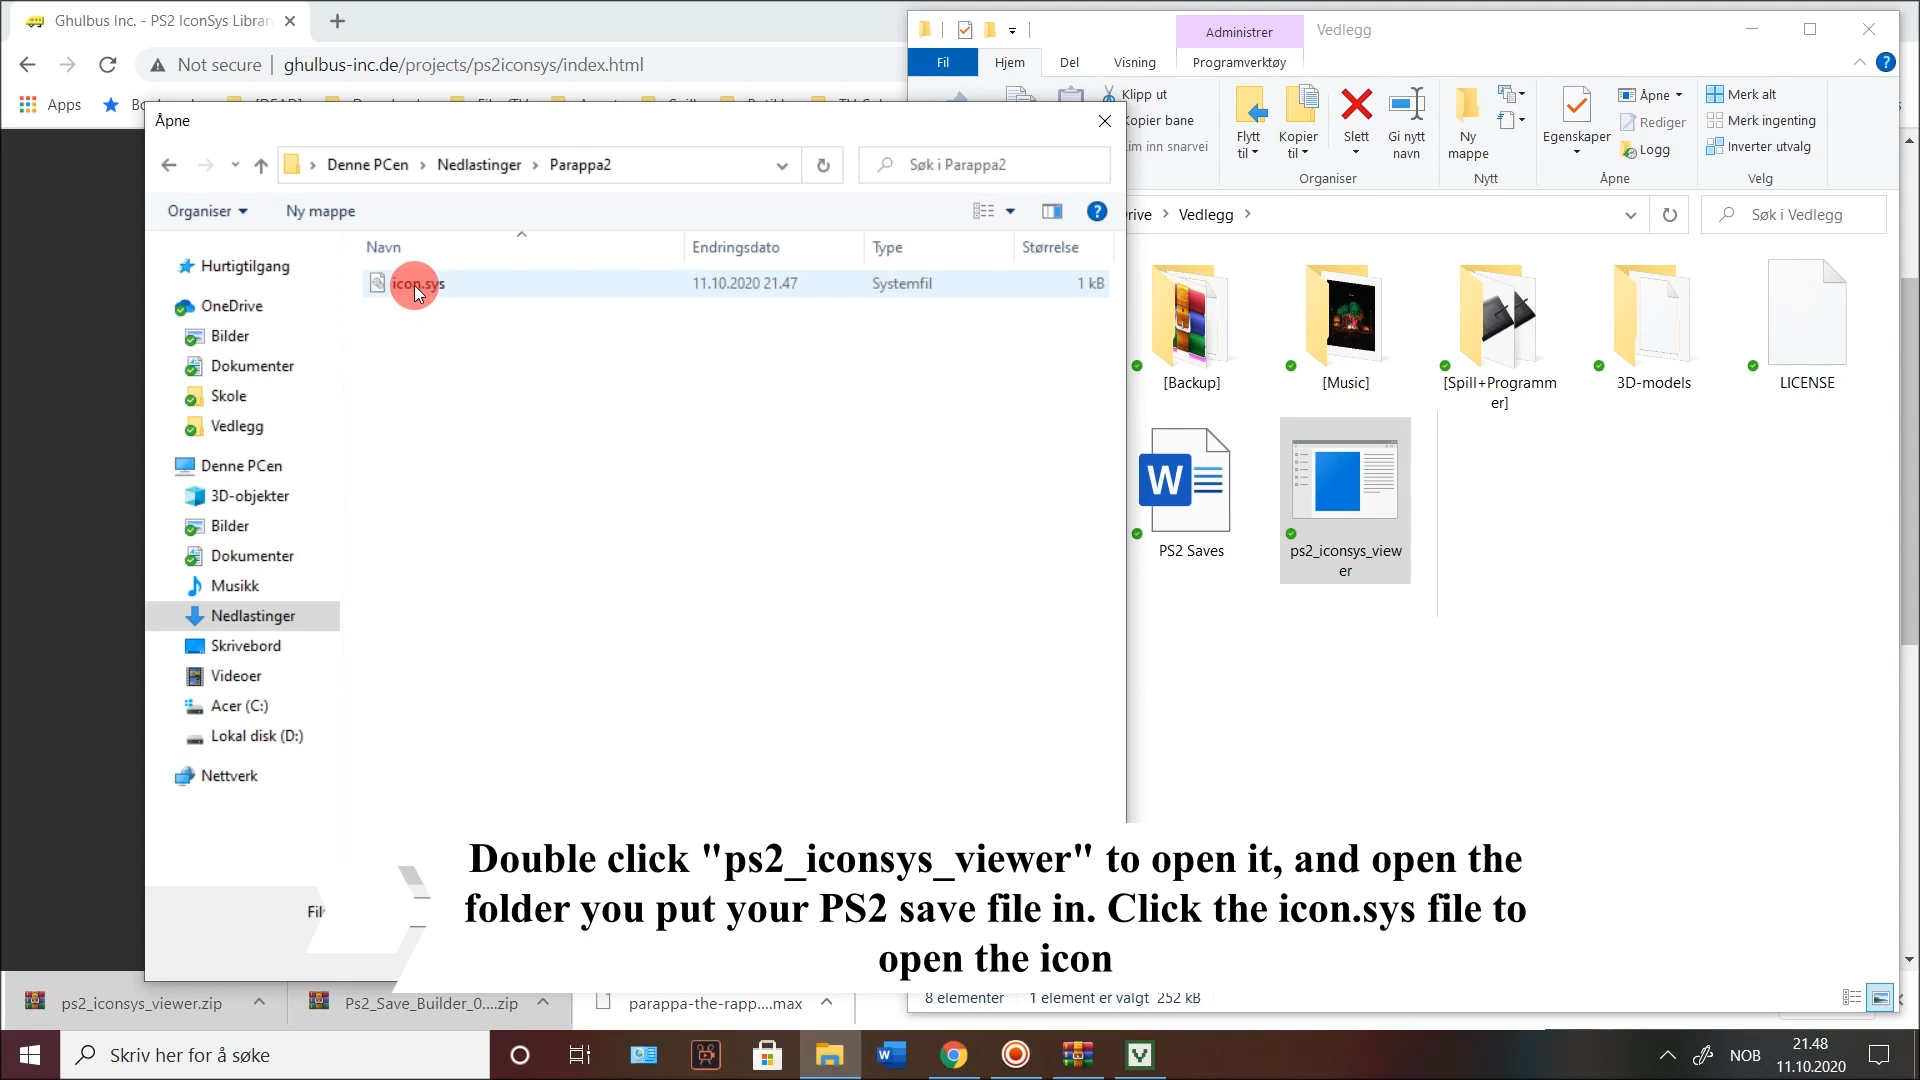 Ghulbus Inc. - PS2 IconSys Librar
Not secure | ghulbus-inc.de/projects/ps2iconsys/index.html
Apps
Administrer
Vedlegg
Fil
Hjem
Del
Visning
Programverktøy
Klipp ut
Kopier bane
Lim inn snarvei
Flytt til
Kopier til
Slett
Gi nytt navn
Organiser
Ny mappe
Nytt
Egenskaper
Åpne
Rediger
Logg
Åpne
Merk alt
Merk ingenting
Inverter utvalg
Velg
rive > Vedlegg >
Søk i Vedlegg
[Backup]
[Music]
[Spill+Programmer]
3D-models
LICENSE
PS2 Saves
ps2_iconsys_viewer
8 elementer
1 element er valgt 252 kB
Åpne
Denne PCen > Nedlastinger > Parappa2
Søk i Parappa2
Organiser
Ny mappe
Navn
Endringsdato
Type
Størrelse
icon.sys
11.10.2020 21.47
Systemfil
1 kB
Hurtigtilgang
OneDrive
Bilder
Dokumenter
Skole
Vedlegg
Denne PCen
3D-objekter
Bilder
Dokumenter
Musikk
Nedlastinger
Skrivebord
Videoer
Acer (C:)
Lokal disk (D:)
Nettverk
Fil
Double click "ps2_iconsys_viewer" to open it, and open the
folder you put your PS2 save file in. Click the icon.sys file to
open the icon
ps2_iconsys_viewer.zip
Ps2_Save_Builder_0....zip
parappa-the-rapp....max
Skriv her for å søke
NOB
21.48
11.10.2020